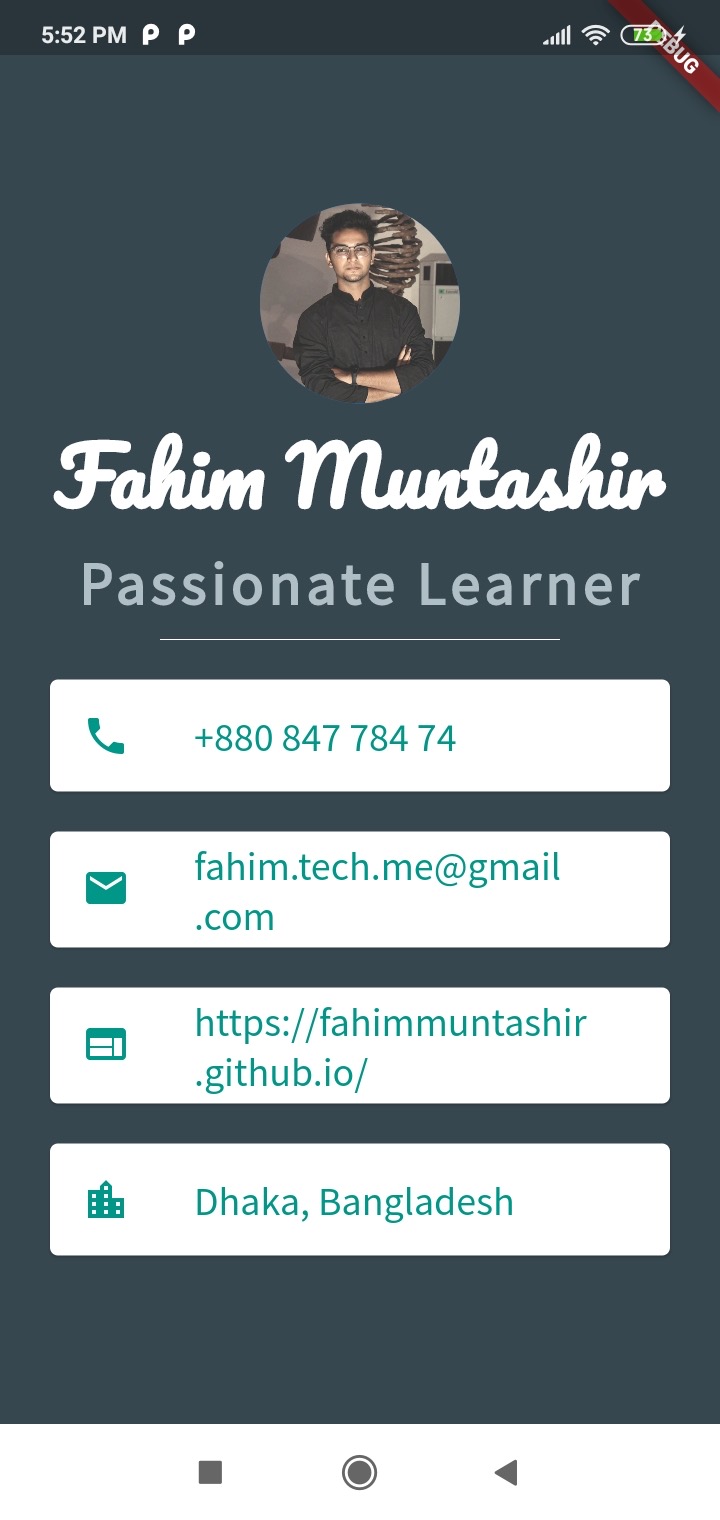 5:52 PM
73
DEBUG
Fahim Muntashir
Passionate Learner
+880 847 784 74
fahim.tech.me@gmail
.com
https://fahimmuntashir
.github.io/
Dhaka, Bangladesh